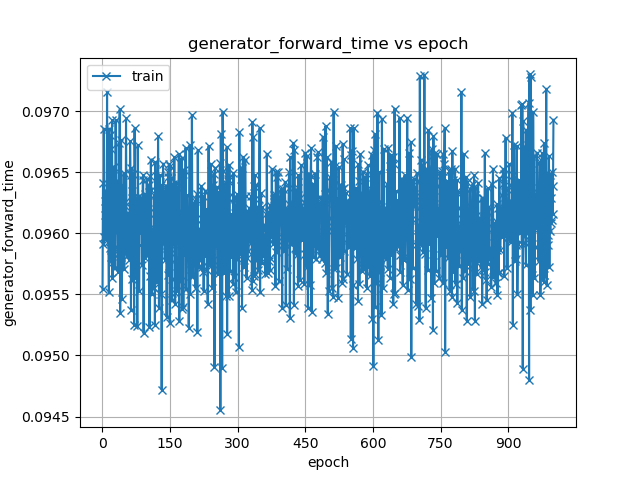 generator_forward_time vs epoch
train
generator_forward_time
0.0970
0.0965
0.0960
0.0955
0.0950
0.0945
0 150 300 450 600 750 900
epoch